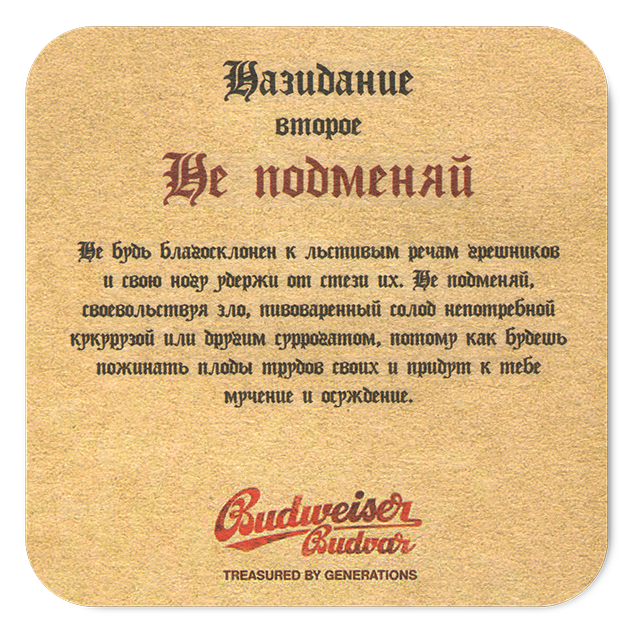 Назидание
второе
Не подменяй
Не будь благосклонен к льстивым речам грешников
и свою ногу удержи от стези их. Не подменяй,
своевольствуя зло, пивоваренный солод непотребной
кукурузой или другим суррогатом, потому как будешь
пожинать плоды трудов своих и придут к тебе
мучение и осуждение.
Budweiser
Budvar
TREASURED BY GENERATIONS